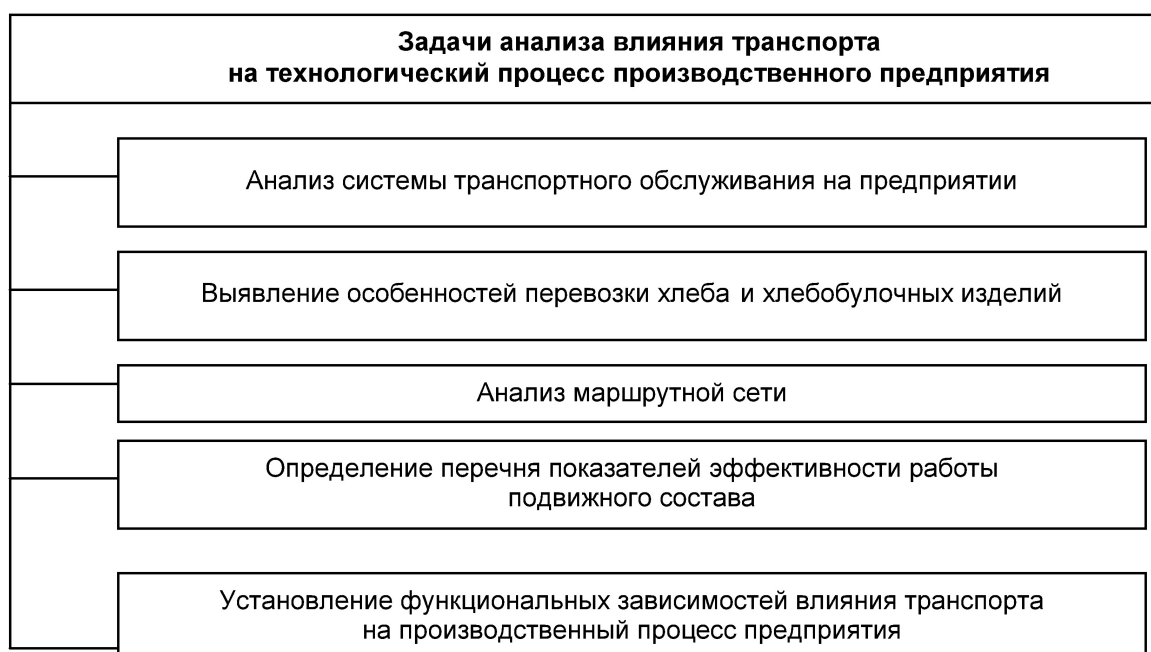 Задачи анализа влияния транспорта
на технологический процесс производственного предприятия
Анализ системы транспортного обслуживания на предприятии
Выявление особенностей перевозки хлеба и хлебобулочных изделий
Анализ маршрутной сети
Определение перечня показателей эффективности работы
подвижного состава
Установление функциональных зависимостей влияния транспорта
на производственный процесс предприятия